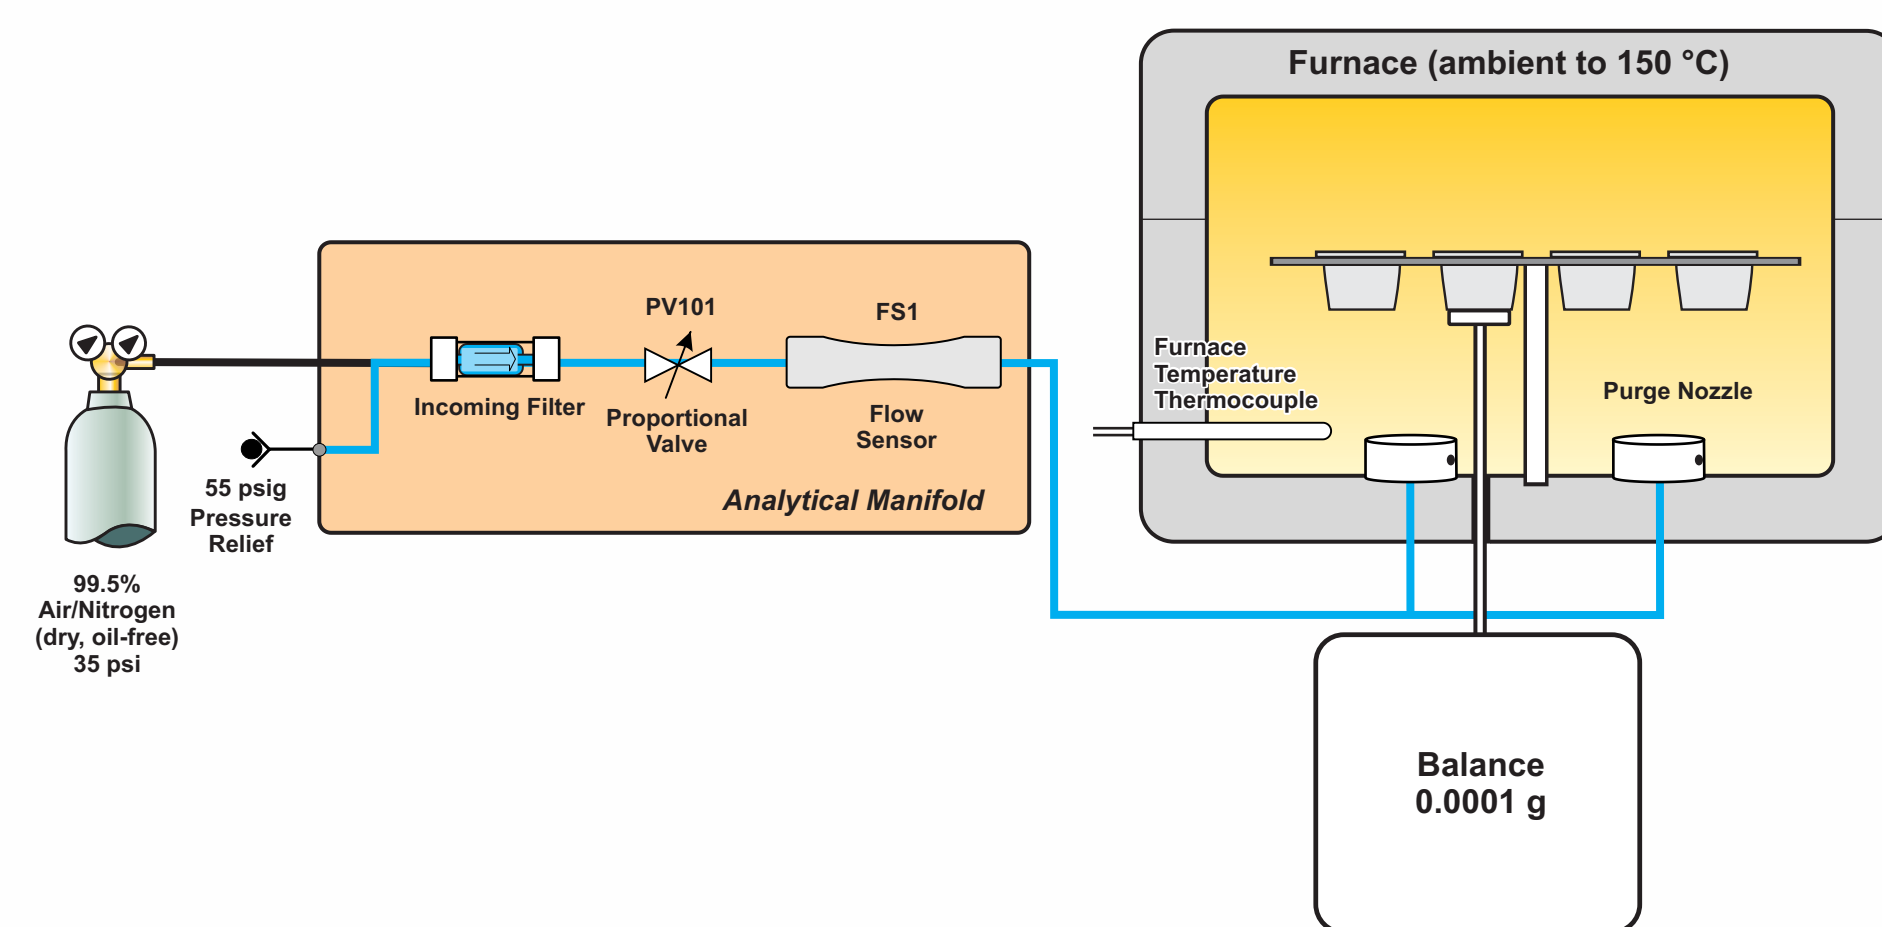 Furnace (ambient to 150 °C)
PV101
FS1
Incoming Filter
Proportional
Valve
Flow
Sensor
Analytical Manifold
55 psig
Pressure
Relief
99.5%
Air/Nitrogen
(dry, oil-free)
35 psi
Furnace
Temperature
Thermocouple
Purge Nozzle
Balance
0.0001 g